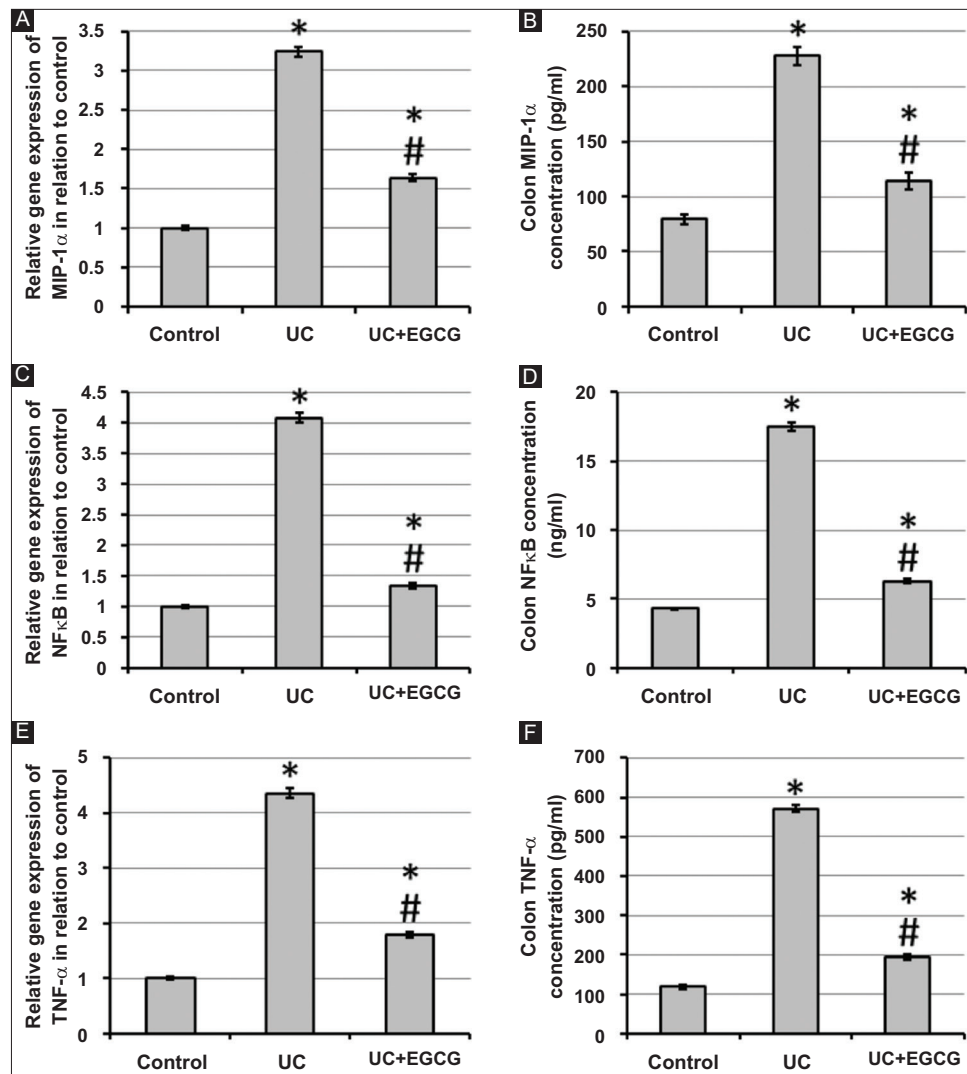 A
Relative gene expression of
MIP-1α in relation to control
3.5
3
2.5
2
1.5
1
0.5
0
*
*
#
Control UC UC+EGCG
B
Colon MIP-1α
concentration (pg/ml)
250
200
150
100
50
0
*
*
#
Control UC UC+EGCG
C
Relative gene expression of
NFκB in relation to control
4.5
4
3.5
3
2.5
2
1.5
1
0.5
0
*
*
#
Control UC UC+EGCG
D
Colon NFκB concentration
(ng/ml)
20
15
10
5
0
*
*
#
Control UC UC+EGCG
E
Relative gene expression of
TNF-α in relation to control
5
4
3
2
1
0
*
*
#
Control UC UC+EGCG
F
Colon TNF-α
concentration (pg/ml)
700
600
500
400
300
200
100
0
*
*
#
Control UC UC+EGCG